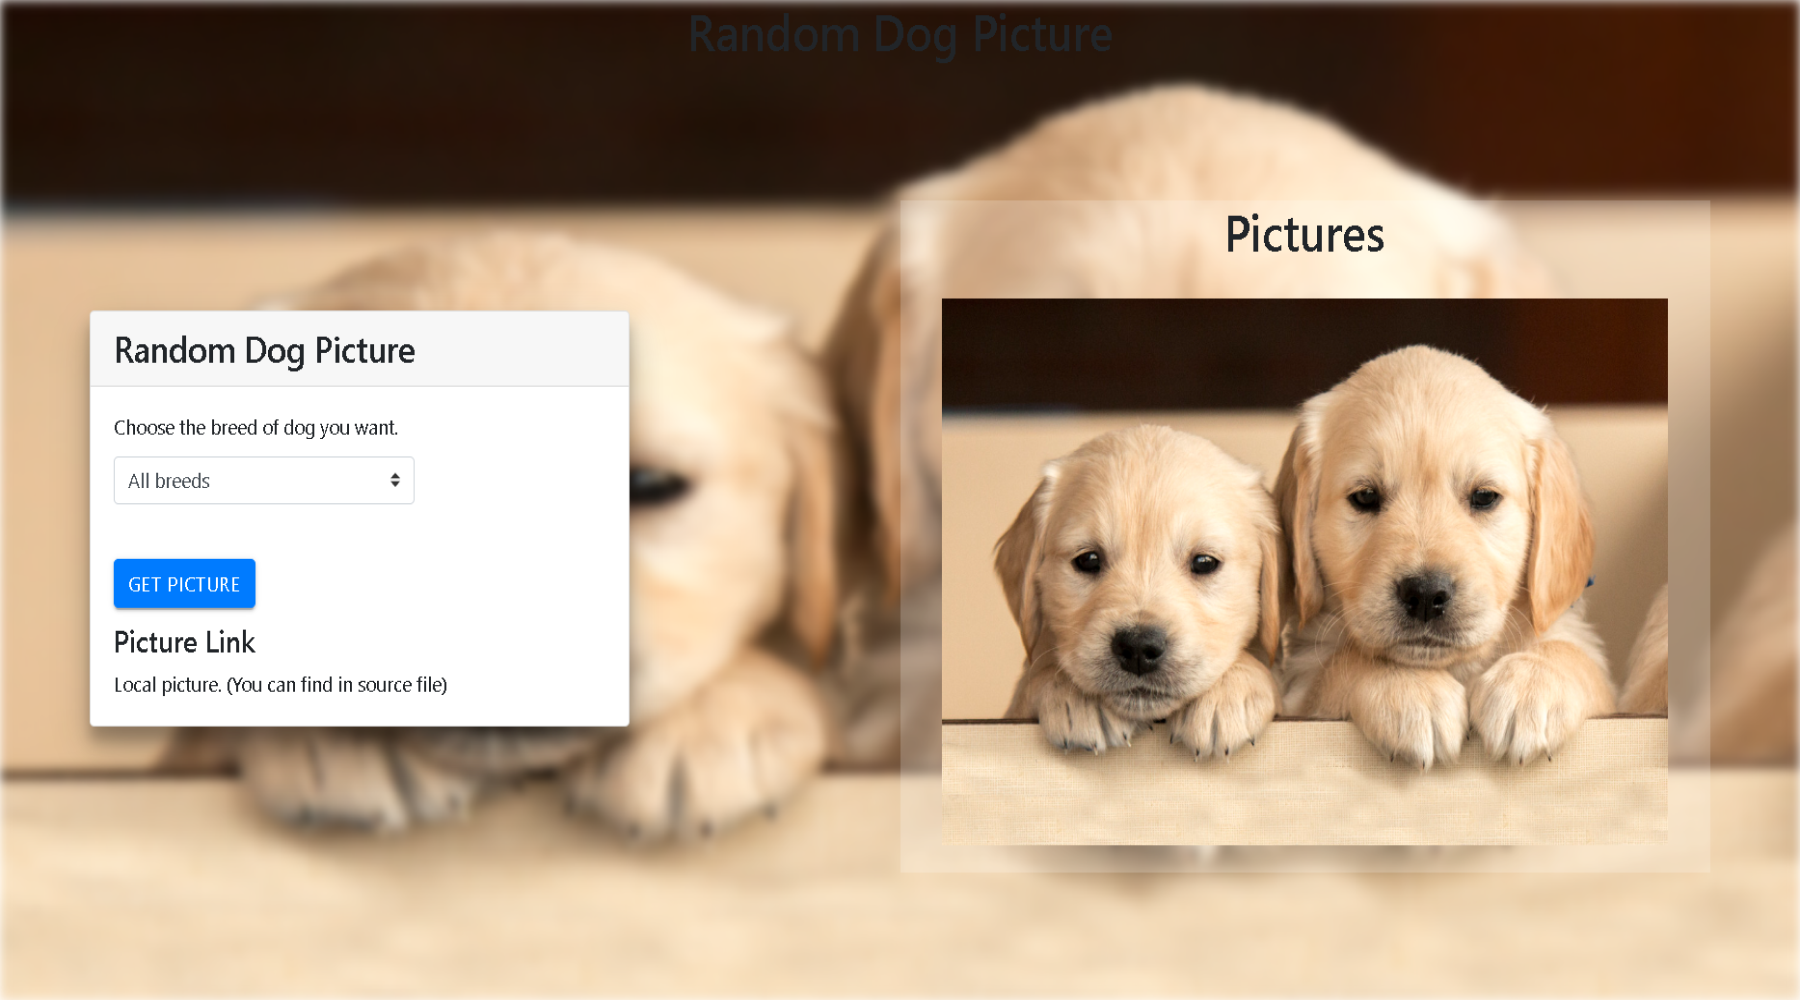 Random Dog Picture
Random Dog Picture
Choose the breed of dog you want.
All breeds
GET PICTURE
Picture Link
Local picture. (You can find in source file)
Pictures